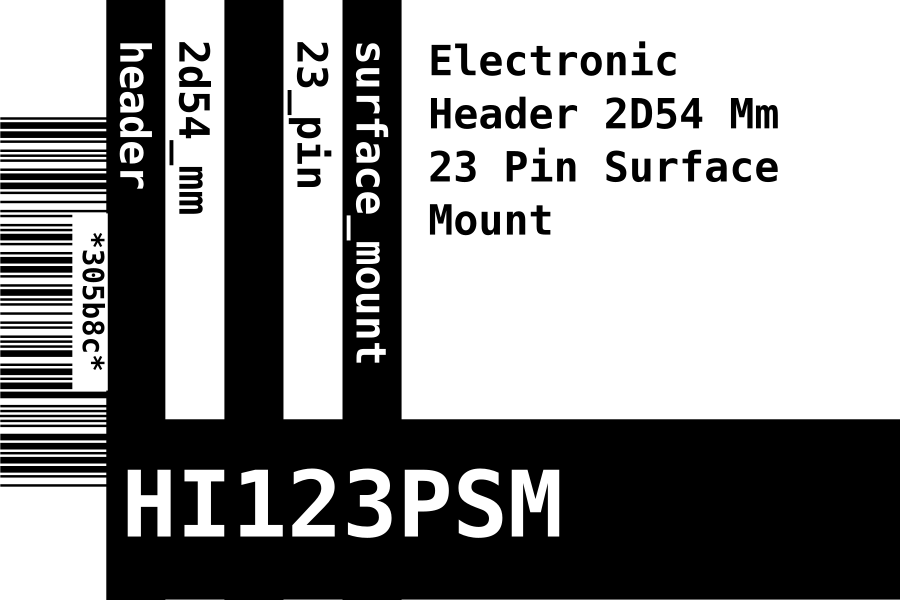 *305b8c*
header
2d54_mm
23_pin
surface_mount
Electronic
Header 2D54 Mm
23 Pin Surface
Mount
HI123PSM